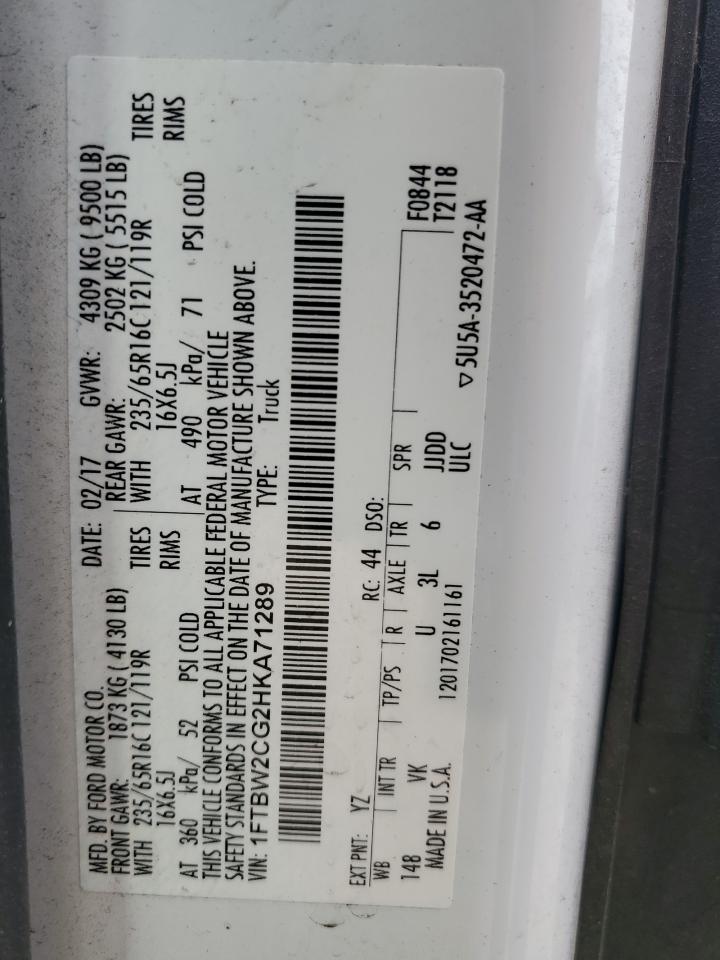 MFD. BY FORD MOTOR CO. DATE: 02/17 GVWR: 4309 KG ( 9500 LB)
FRONT GAWR: 1873 KG ( 4130 LB) REAR GAWR: 2502 KG ( 5515 LB)
WITH 235/65R16C 121/119R TIRES WITH 235/65R16C 121/119R TIRES
16X6.5J RIMS 16X6.5J RIMS
AT 360 kPa/ 52 PSI COLD AT 490 kPa/ 71 PSI COLD
THIS VEHICLE CONFORMS TO ALL APPLICABLE FEDERAL MOTOR VEHICLE
SAFETY STANDARDS IN EFFECT ON THE DATE OF MANUFACTURE SHOWN ABOVE.
VIN: 1FTBW2CG2HKA71289 TYPE: Truck
EXT PNT: YZ RC: 44 DSO:
WB INT TR TP/PS R AXLE TR SPR F0844
148 VK U 3L 6 JJDD T2118
MADE IN U.S.A. 1201702161161 ULC ▽5U5A-3520472-AA